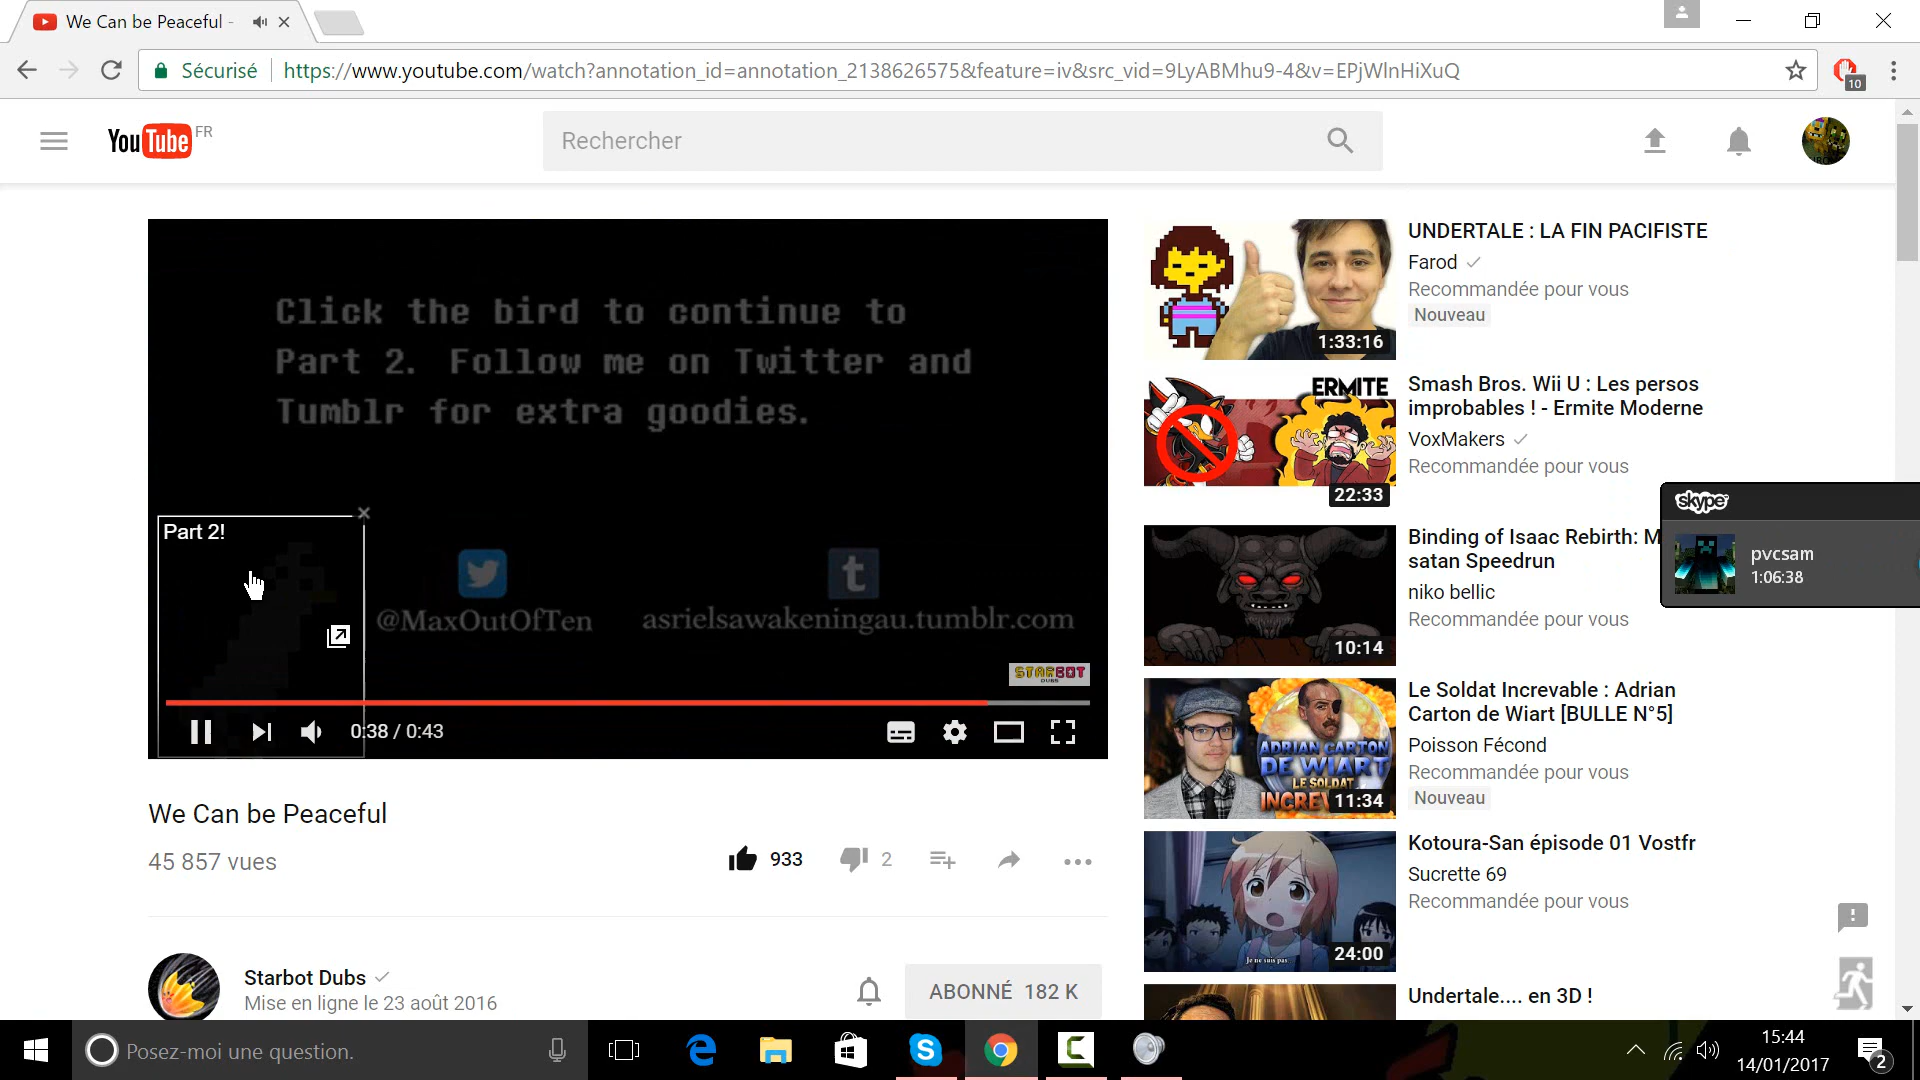 We Can be Peaceful -
Sécurisé
https://www.youtube.com/watch?annotation_id=annotation_2138626575&feature=iv&src_vid=9LyABMhu9-4&v=EPjWlnHiXuQ
10
YouTube FR
Rechercher
Click the bird to continue to
Part 2. Follow me on Twitter and
Tumblr for extra goodies.
Part 2!
@MaxOutOfTen
asrielsawakeningau.tumblr.com
STARBOT
DUBS
0:38 / 0:43
We Can be Peaceful
45 857 vues
933
2
Starbot Dubs
Mise en ligne le 23 août 2016
ABONNÉ 182 K
1:33:16
UNDERTALE : LA FIN PACIFISTE
Farod
Recommandée pour vous
Nouveau
ERMITE
22:33
Smash Bros. Wii U : Les persos
improbables ! - Ermite Moderne
VoxMakers
Recommandée pour vous
10:14
Binding of Isaac Rebirth: M
satan Speedrun
niko bellic
Recommandée pour vous
skype
pvcsam
1:06:38
ADRIAN CARTON
DE WIART
LE SOLDAT
INCREV
11:34
Le Soldat Increvable : Adrian
Carton de Wiart [BULLE N°5]
Poisson Fécond
Recommandée pour vous
Nouveau
Je ne suis pas
24:00
Kotoura-San épisode 01 Vostfr
Sucrette 69
Recommandée pour vous
Undertale.... en 3D !
Posez-moi une question.
15:44
14/01/2017
2